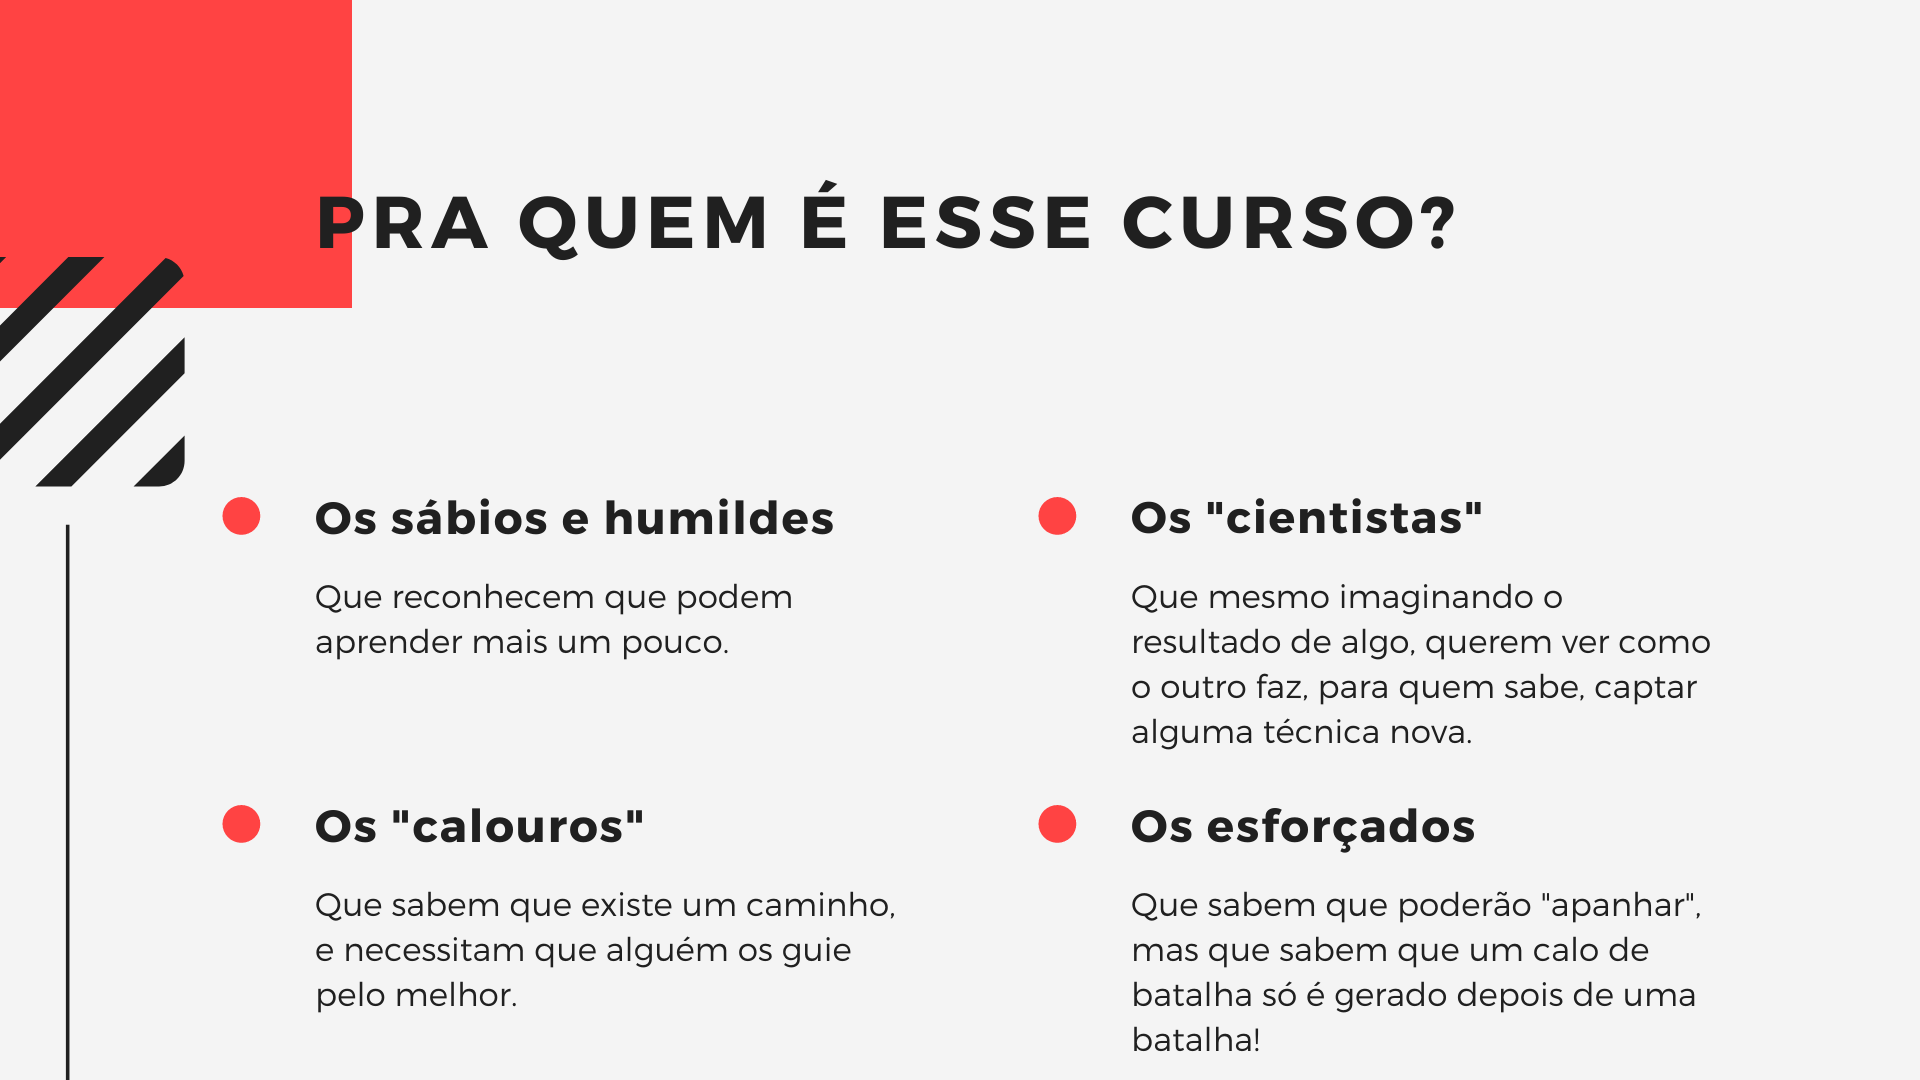 PRA QUEM É ESSE CURSO?
Os sábios e humildes
Que reconhecem que podem
aprender mais um pouco.
Os "cientistas"
Que mesmo imaginando o
resultado de algo, querem ver como
o outro faz, para quem sabe, captar
alguma técnica nova.
Os "calouros"
Que sabem que existe um caminho,
e necessitam que alguém os guie
pelo melhor.
Os esforçados
Que sabem que poderão "apanhar",
mas que sabem que um calo de
batalha só é gerado depois de uma
batalha!